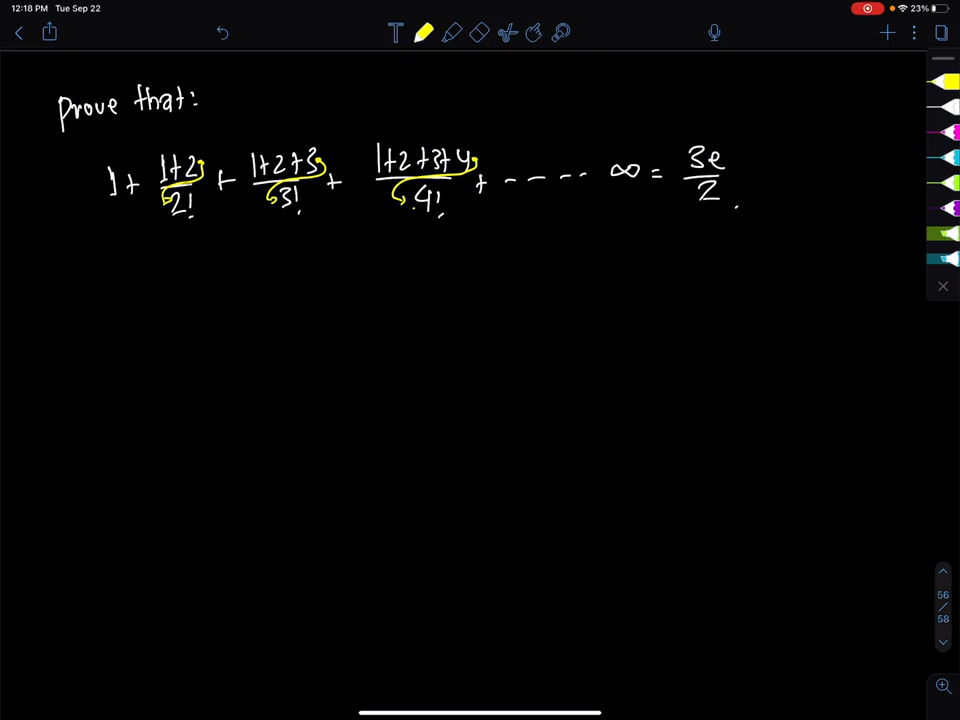 12:18 PM Tue Sep 22
23%
T
prove that:
1 + (1+2)/2! + (1+2+3)/3! + (1+2+3+4)/4! + ------ ∞ = 3e/2.
56
/
58